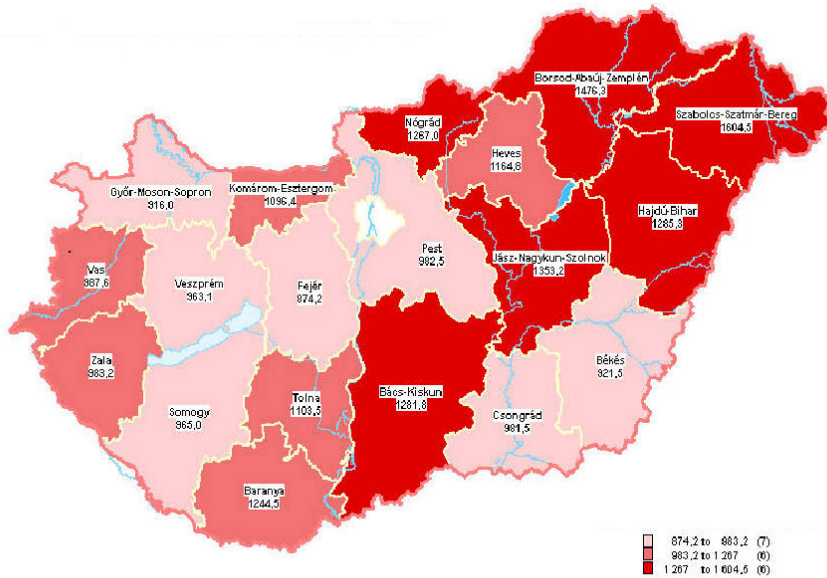 Borsod-Abaúj-Zemplén
1476,3
Szabolcs-Szatmár-Bereg
1604,5
Nógrád
1267,0
Heves
1164,8
Győr-Moson-Sopron
916,0
Komárom-Esztergom
1096,4
Hajdú-Bihar
1285,3
Pest
982,5
Jász-Nagykun-Szolnok
1353,2
Vas
987,6
Veszprém
963,1
Fejér
874,2
Zala
983,2
Békés
921,5
Somogy
965,0
Tolna
1103,5
Bács-Kiskun
1281,8
Csongrád
981,5
Baranya
1244,5
874,2 to 983,2 (7)
983,2 to 1 267 (6)
1 267 to 1 604,5 (6)